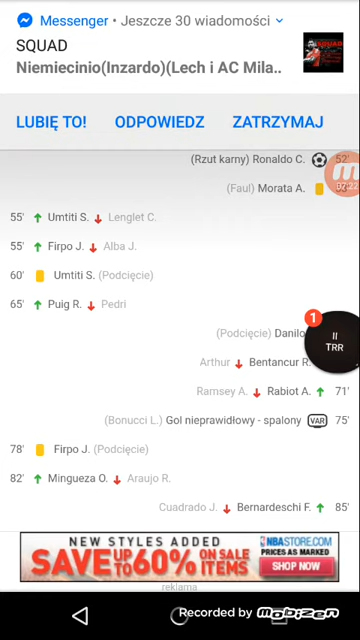 Messenger • Jeszcze 30 wiadomości
SQUAD
Niemiecinio(Inzardo)(Lech i AC Mila..
LUBIĘ TO! ODPOWIEDZ ZATRZYMAJ
(Rzut karny) Ronaldo C. 52'
07:22
(Faul) Morata A.
55' Umtiti S. Lenglet C.
55' Firpo J. Alba J.
60' Umtiti S. (Podcięcie)
65' Puig R. Pedri
1
II
TRR
(Podcięcie) Danilo
Arthur Bentancur R.
Ramsey A. Rabiot A. 71'
(Bonucci L.) Gol nieprawidłowy - spalony VAR 75'
78' Firpo J. (Podcięcie)
82' Mingueza O. Araujo R.
Cuadrado J. Bernardeschi F. 85'
NEW STYLES ADDED
SAVE UP TO 60% ON SALE ITEMS
NBASTORE.COM
PRICES AS MARKED
SHOP NOW
reklama
Recorded by mobizen